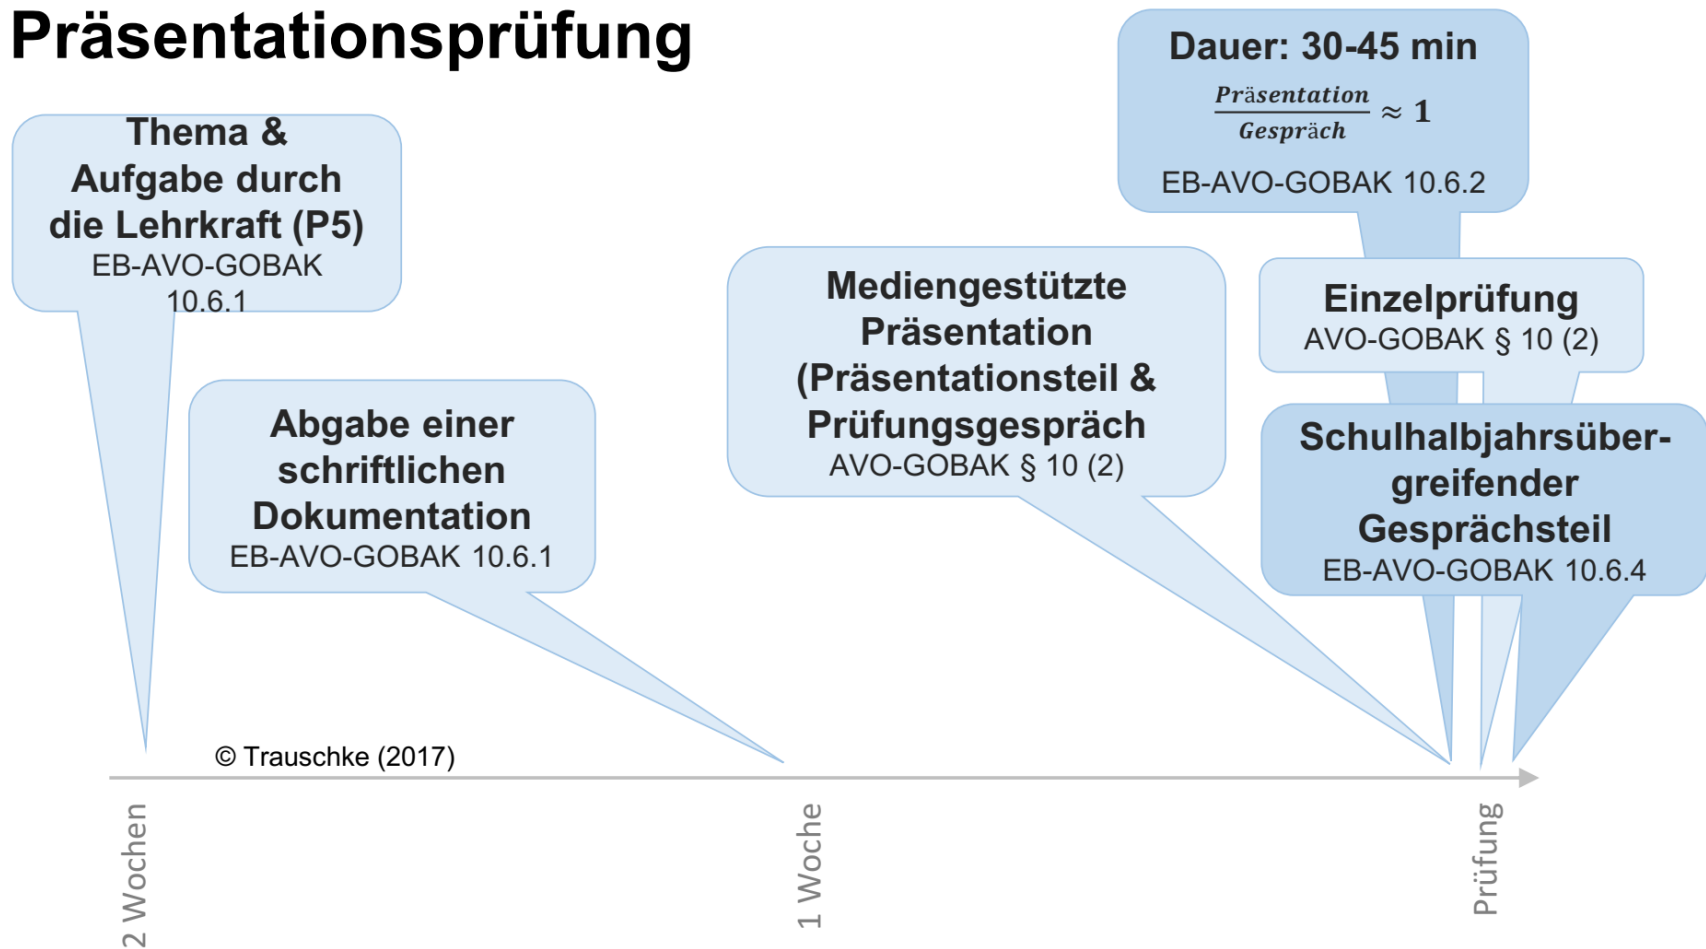 Präsentationsprüfung
Thema &
Aufgabe durch
die Lehrkraft (P5)
EB-AVO-GOBAK
10.6.1
Abgabe einer
schriftlichen
Dokumentation
EB-AVO-GOBAK 10.6.1
Mediengestützte
Präsentation
(Präsentationsteil &
Prüfungsgespräch
AVO-GOBAK § 10 (2)
Dauer: 30-45 min
Präsentation
Gespräch
≈ 1
EB-AVO-GOBAK 10.6.2
Einzelprüfung
AVO-GOBAK § 10 (2)
Schulhalbjahrsüber-
greifender
Gesprächsteil
EB-AVO-GOBAK 10.6.4
© Trauschke (2017)
2 Wochen
1 Woche
Prüfung